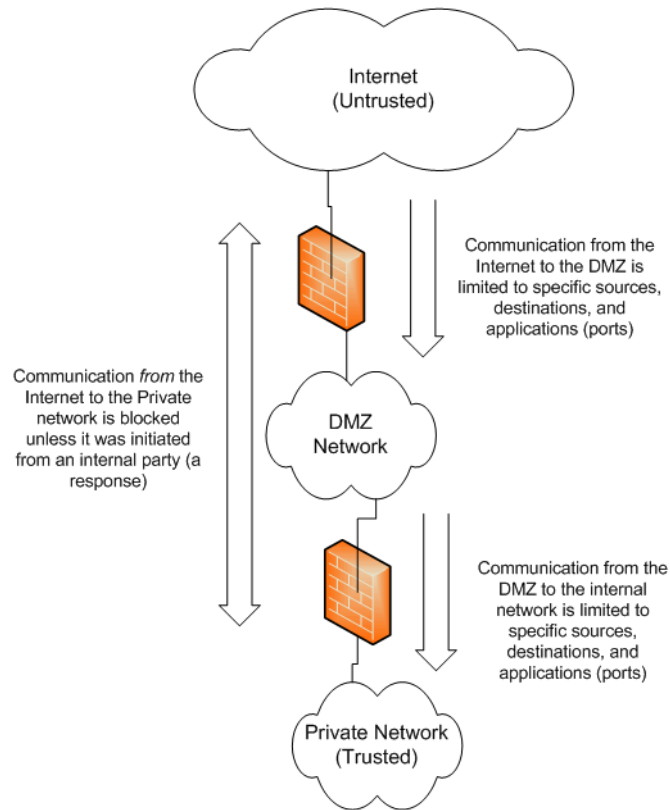 Internet
(Untrusted)
Communication from the
Internet to the DMZ is
limited to specific sources,
destinations, and
applications (ports)
Communication from the
Internet to the Private
network is blocked
unless it was initiated
from an internal party (a
response)
DMZ
Network
Communication from the
DMZ to the internal
network is limited to
specific sources,
destinations, and
applications (ports)
Private Network
(Trusted)